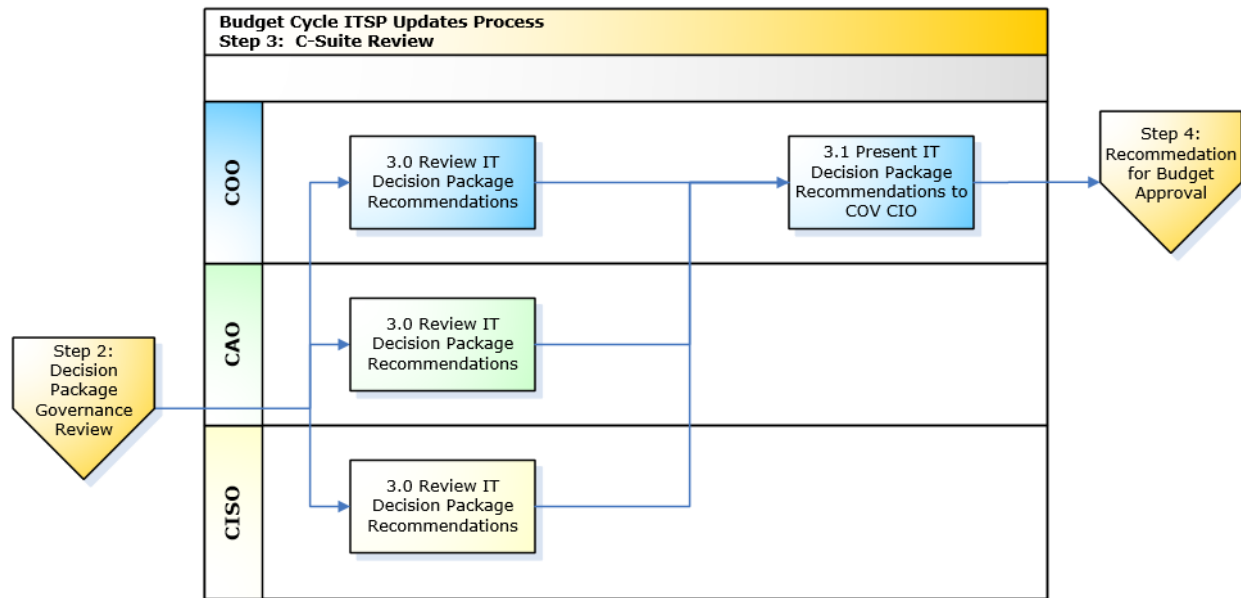 Budget Cycle ITSP Updates Process
Step 3:  C-Suite Review
COO
3.0 Review IT
Decision Package
Recommendations
3.1 Present IT
Decision Package
Recommendations to
COV CIO
Step 4:
Recommedation
for Budget
Approval
CAO
3.0 Review IT
Decision Package
Recommendations
Step 2:
Decision
Package
Governance
Review
CISO
3.0 Review IT
Decision Package
Recommendations